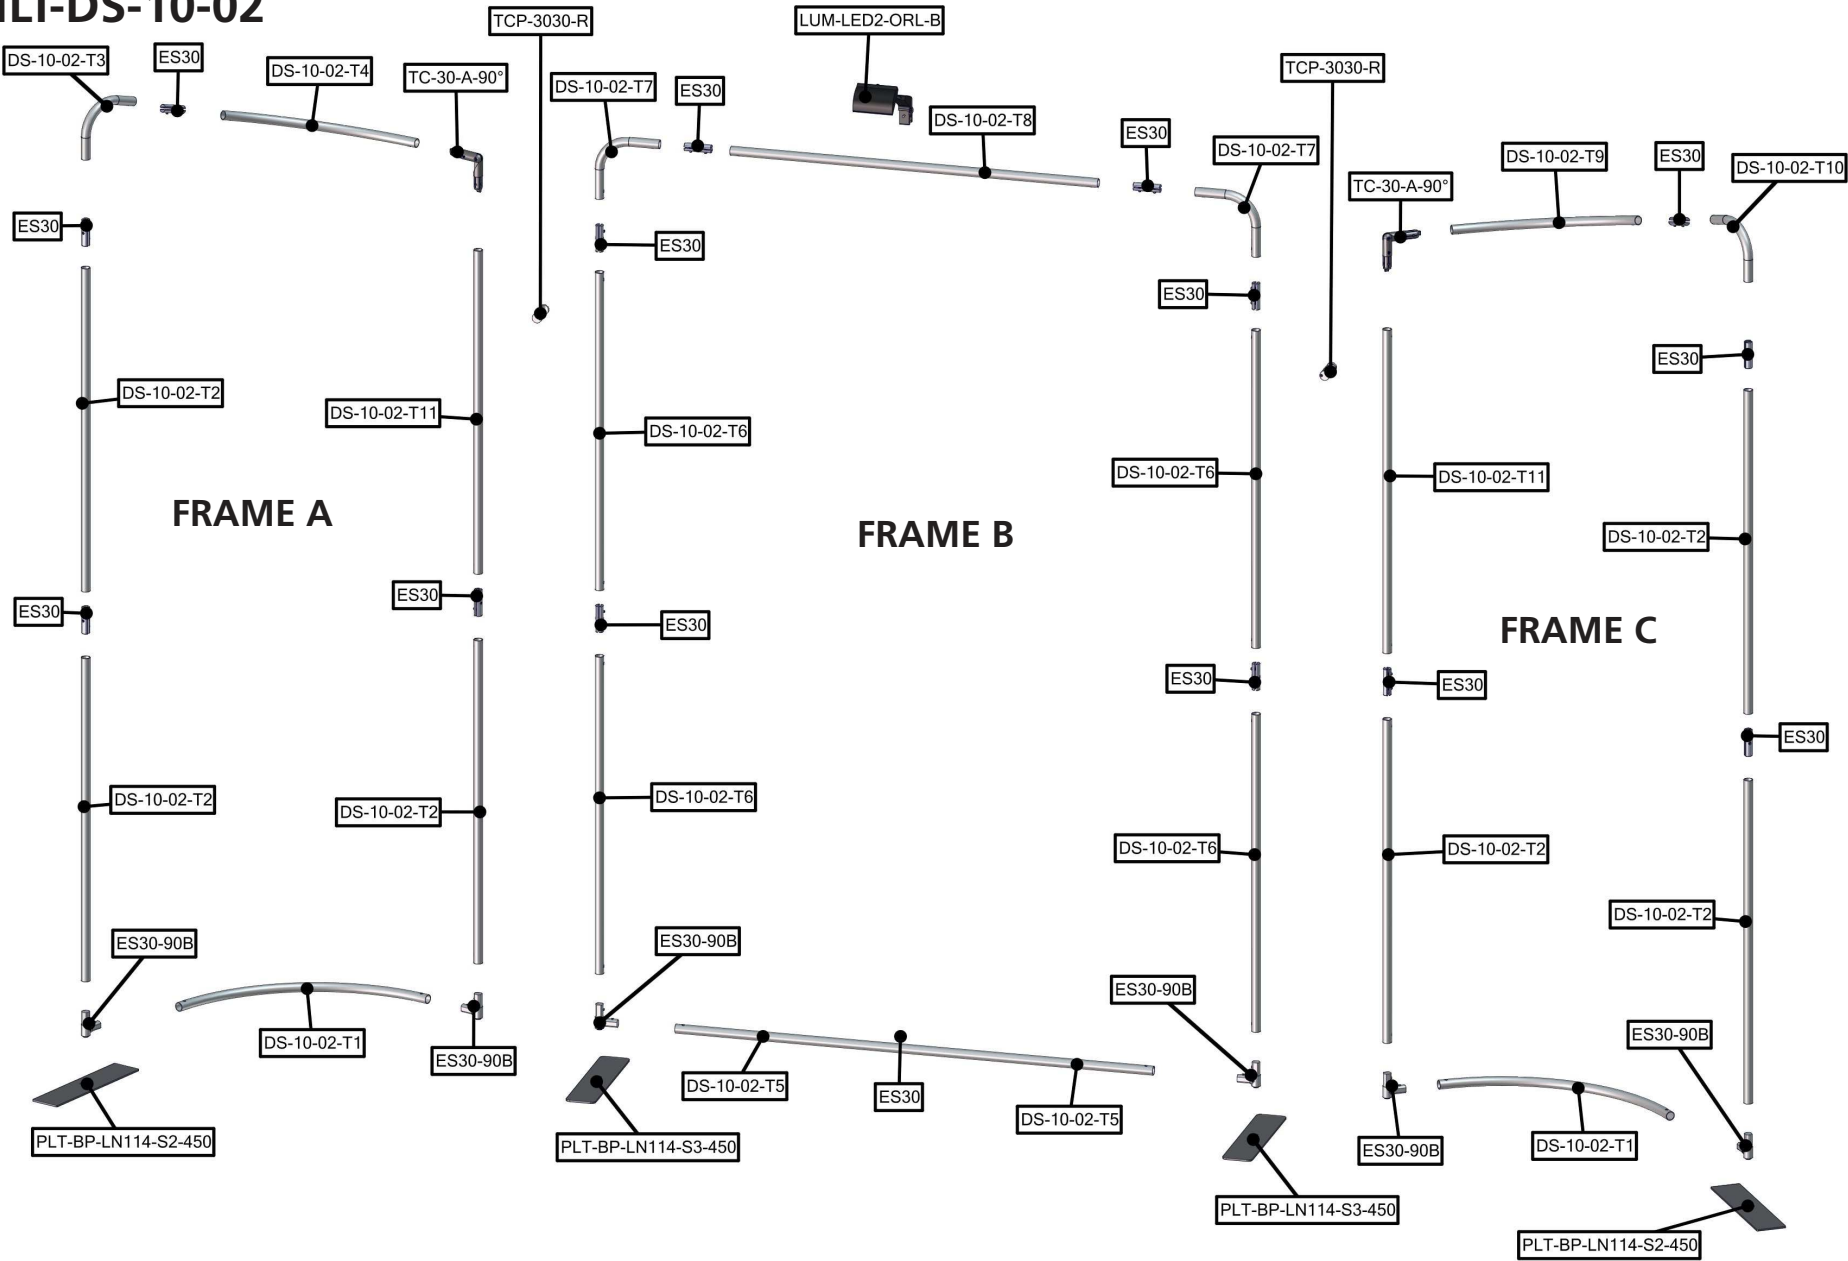 DS-10-02
TCP-3030-R
LUM-LED2-ORL-B
DS-10-02-T3
ES30
DS-10-02-T4
TC-30-A-90°
DS-10-02-T7
ES30
DS-10-02-T8
ES30
DS-10-02-T7
TCP-3030-R
TC-30-A-90°
DS-10-02-T9
ES30
DS-10-02-T10
ES30
ES30
ES30
ES30
DS-10-02-T2
DS-10-02-T11
DS-10-02-T6
DS-10-02-T6
DS-10-02-T11
DS-10-02-T2
FRAME A
FRAME B
FRAME C
ES30
ES30
ES30
ES30
ES30
ES30
DS-10-02-T2
DS-10-02-T2
DS-10-02-T6
DS-10-02-T6
DS-10-02-T2
DS-10-02-T2
ES30-90B
DS-10-02-T1
ES30-90B
ES30-90B
DS-10-02-T5
ES30
DS-10-02-T5
ES30-90B
ES30-90B
DS-10-02-T1
ES30-90B
PLT-BP-LN114-S2-450
PLT-BP-LN114-S3-450
PLT-BP-LN114-S3-450
PLT-BP-LN114-S2-450